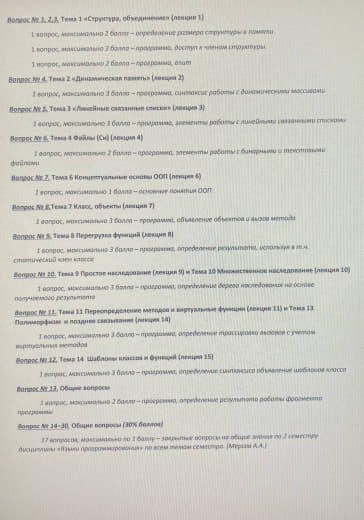 Вопрос № 1, 2,3. Тема 1 «Структура, объединение» (лекция 1)
1 вопрос, максимально 2 балла – определение размера структуры в памяти.
1 вопрос, максимально 3 балла – программа, доступ к членам структуры.
1 вопрос, максимально 2 балла – программа,
Вопрос № 4. Тема 2 «Динамическая память» (лекция 2)
1 вопрос, максимально 3 балла – программа, синтаксис работы с динамическими массивами
Вопрос № 5. Тема 3 «Линейные связанные списки» (лекция 3)
1 вопрос, максимально 3 балла – программа, элементы работы с линейными связанными списками
Вопрос № 6. Тема 4 Файлы (Си) (лекция 4)
1 вопрос, максимально 2 балла – программа, элементы работы с бинарными и текстовыми
файлами
Вопрос № 7. Тема 6 Концептуальные основы ООП (лекция 6)
1 вопрос, максимально 1 балла – основные понятия ООП
Вопрос № 8.Тема 7 Класс, объекты (лекция 7)
1 вопрос, максимально 3 балла – программа, объявление объектов и вызов метода
Вопрос № 9. Тема 8 Перегрузка функций (лекция 8)
1 вопрос, максимально 3 балла – программа, определение результата, используя в т.ч.
статический член класса
Вопрос № 10. Тема 9 Простое наследование (лекция 9) и Тема 10 Множественное наследование (лекция 10)
1 вопрос, максимально 3 балла – программа, определение дерева наследования на основе
получаемого результата
Вопрос № 11. Тема 11 Переопределение методов и виртуальные функции (лекция 11) и Тема 13
Полиморфизм и позднее связывание (лекция 14)
1 вопрос, максимально 3 балла – программа, определение трассировки вызовов с учетом
виртуальных методов
Вопрос № 12. Тема 14 Шаблоны классов и функций (лекция 15)
1 вопрос, максимально 3 балла – программа, определение синтаксиса объявление шаблонов класса
Вопрос № 13. Общие вопросы
1 вопрос, максимально 2 балла – программа, определение результата работы фрагмента
программы
Вопрос № 14–30. Общие вопросы (30% баллов)
17 вопросов, максимально по 1 баллу – закрытые вопросы на общие знания по 2 семестру
дисциплины «Языки программирования» по всем темам семестра. (Мерсов А.А.)